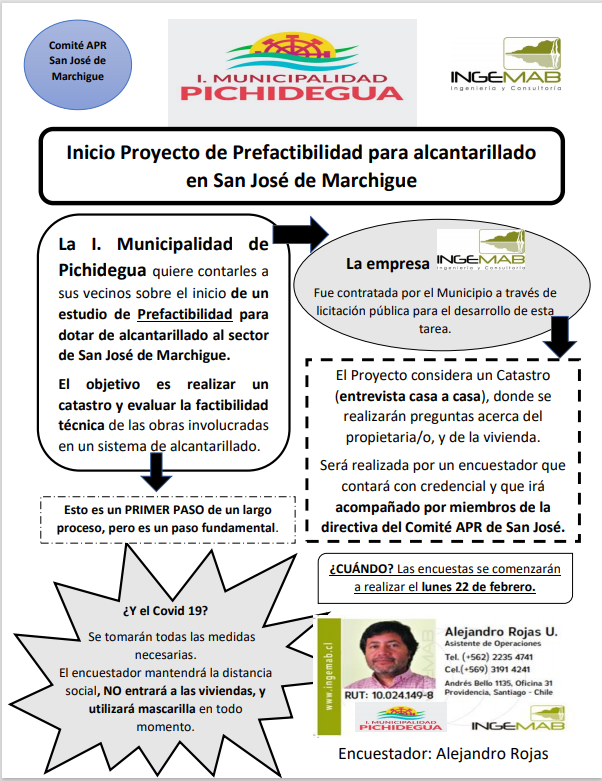 Comité APR
San José de
Marchigue
I. MUNICIPALIDAD
PICHIDEGUA
INGEMAB
Ingeniería y Consultoría
Inicio Proyecto de Prefactibilidad para alcantarillado
en San José de Marchigue
La I. Municipalidad de
Pichidegua quiere contarles a
sus vecinos sobre el inicio de un
estudio de Prefactibilidad para
dotar de alcantarillado al sector
de San José de Marchigue.
El objetivo es realizar un
catastro y evaluar la factibilidad
técnica de las obras involucradas
en un sistema de alcantarillado.
La empresa INGEMAB
Ingeniería y Consultoría
Fue contratada por el Municipio a través de
licitación pública para el desarrollo de esta
tarea.
El Proyecto considera un Catastro
(entrevista casa a casa), donde se
realizarán preguntas acerca del
propietaria/o, y de la vivienda.
Será realizada por un encuestador que
contará con credencial y que irá
acompañado por miembros de la
directiva del Comité APR de San José.
Esto es un PRIMER PASO de un largo
proceso, pero es un paso fundamental.
¿CUÁNDO? Las encuestas se comenzarán
a realizar el lunes 22 de febrero.
¿Y el Covid 19?
Se tomarán todas las medidas
necesarias.
El encuestador mantendrá la distancia
social, NO entrará a las viviendas, y
utilizará mascarilla en todo
momento.
www.ingemab.cl
INGEMAB
RUT: 10.024.149-8
Alejandro Rojas U.
Asistente de Operaciones
Tel. (+562) 2235 4741
Cel.(+569) 3191 4241
Andrés Bello 1135, Oficina 31
Providencia, Santiago - Chile
I. MUNICIPALIDAD
PICHIDEGUA
INGEMAB
Encuestador: Alejandro Rojas